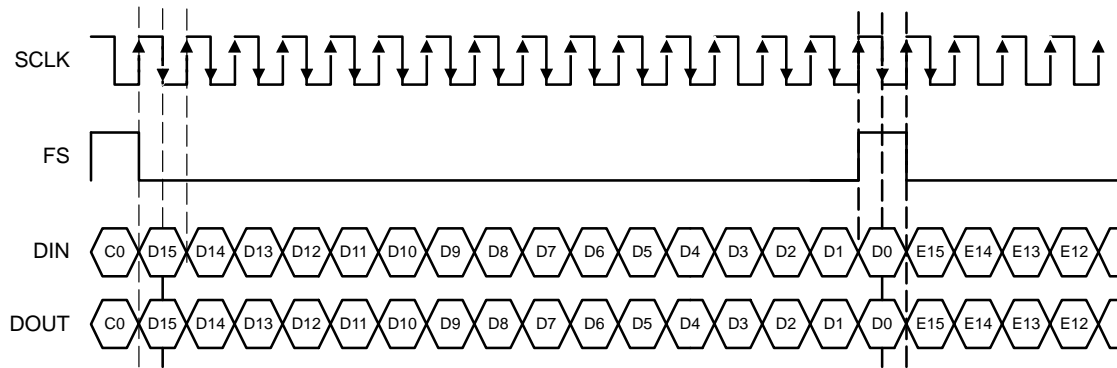 SCLK
FS
DIN C0 D15 D14 D13 D12 D11 D10 D9 D8 D7 D6 D5 D4 D3 D2 D1 D0 E15 E14 E13 E12
DOUT C0 D15 D14 D13 D12 D11 D10 D9 D8 D7 D6 D5 D4 D3 D2 D1 D0 E15 E14 E13 E12